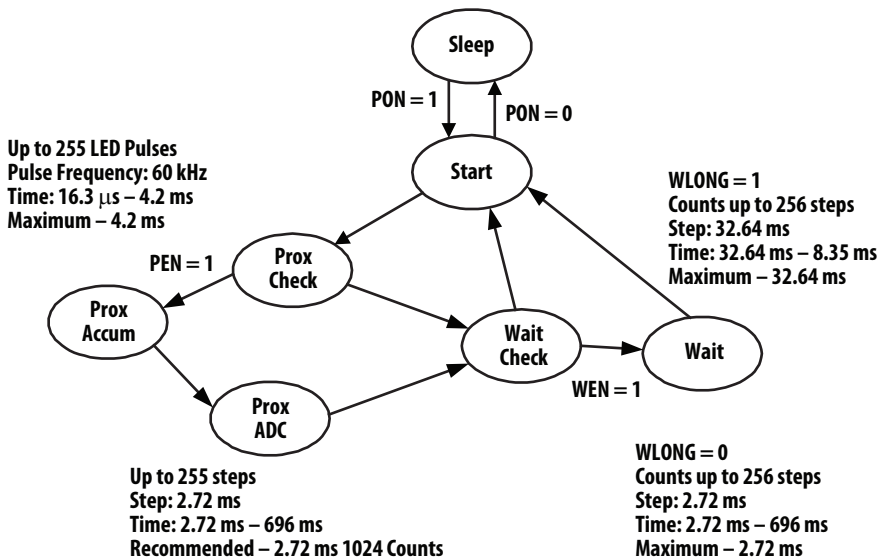 Sleep
PON = 1
PON = 0
Up to 255 LED Pulses
Pulse Frequency: 60 kHz
Time: 16.3 μs – 4.2 ms
Maximum – 4.2 ms
Start
WLONG = 1
Counts up to 256 steps
Step: 32.64 ms
Time: 32.64 ms – 8.35 ms
Maximum – 32.64 ms
PEN = 1
Prox
Check
Prox
Accum
Wait
Check
Wait
WEN = 1
Prox
ADC
Up to 255 steps
Step: 2.72 ms
Time: 2.72 ms – 696 ms
Recommended – 2.72 ms 1024 Counts
WLONG = 0
Counts up to 256 steps
Step: 2.72 ms
Time: 2.72 ms – 696 ms
Maximum – 2.72 ms